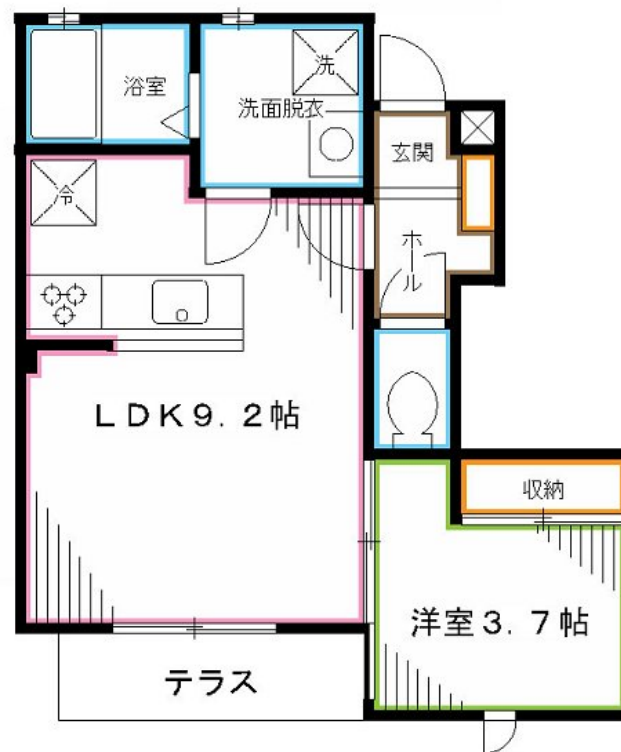 浴室
洗
洗面脱衣
玄関
冷
ホール
LDK9.2帖
収納
洋室3.7帖
テラス